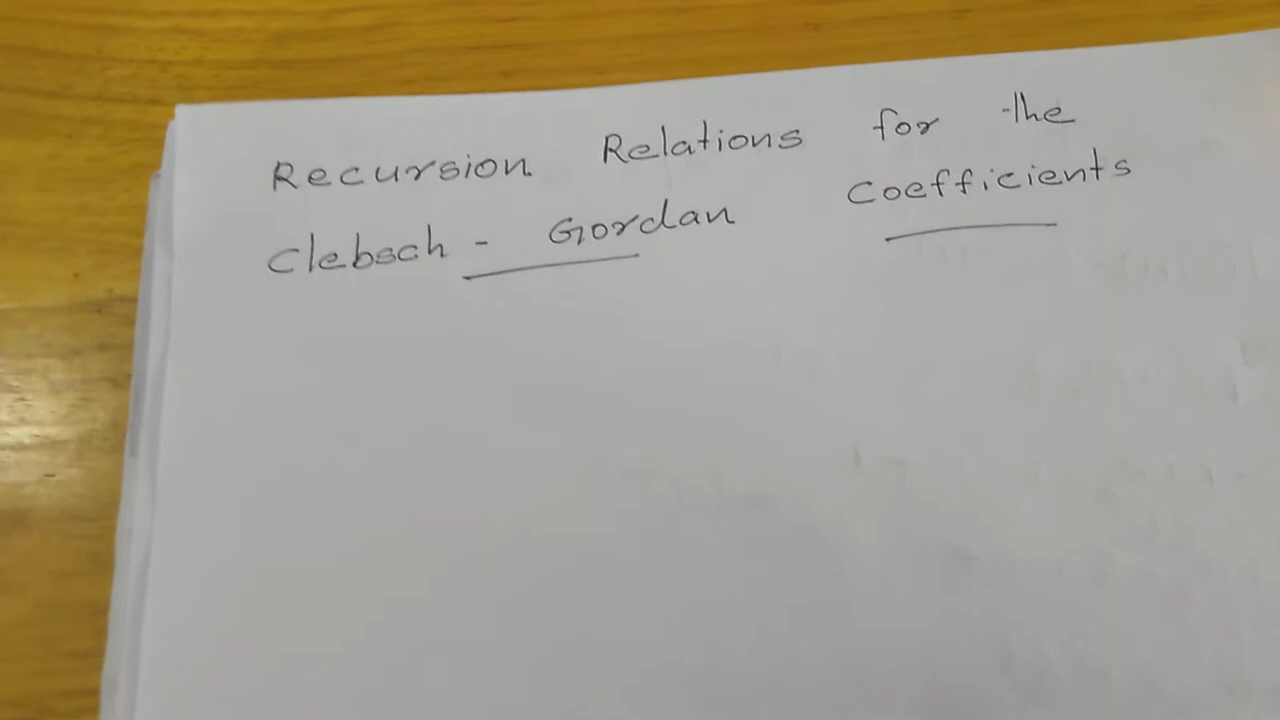 Recursion Relations for the
Clebsch - Gordan Coefficients